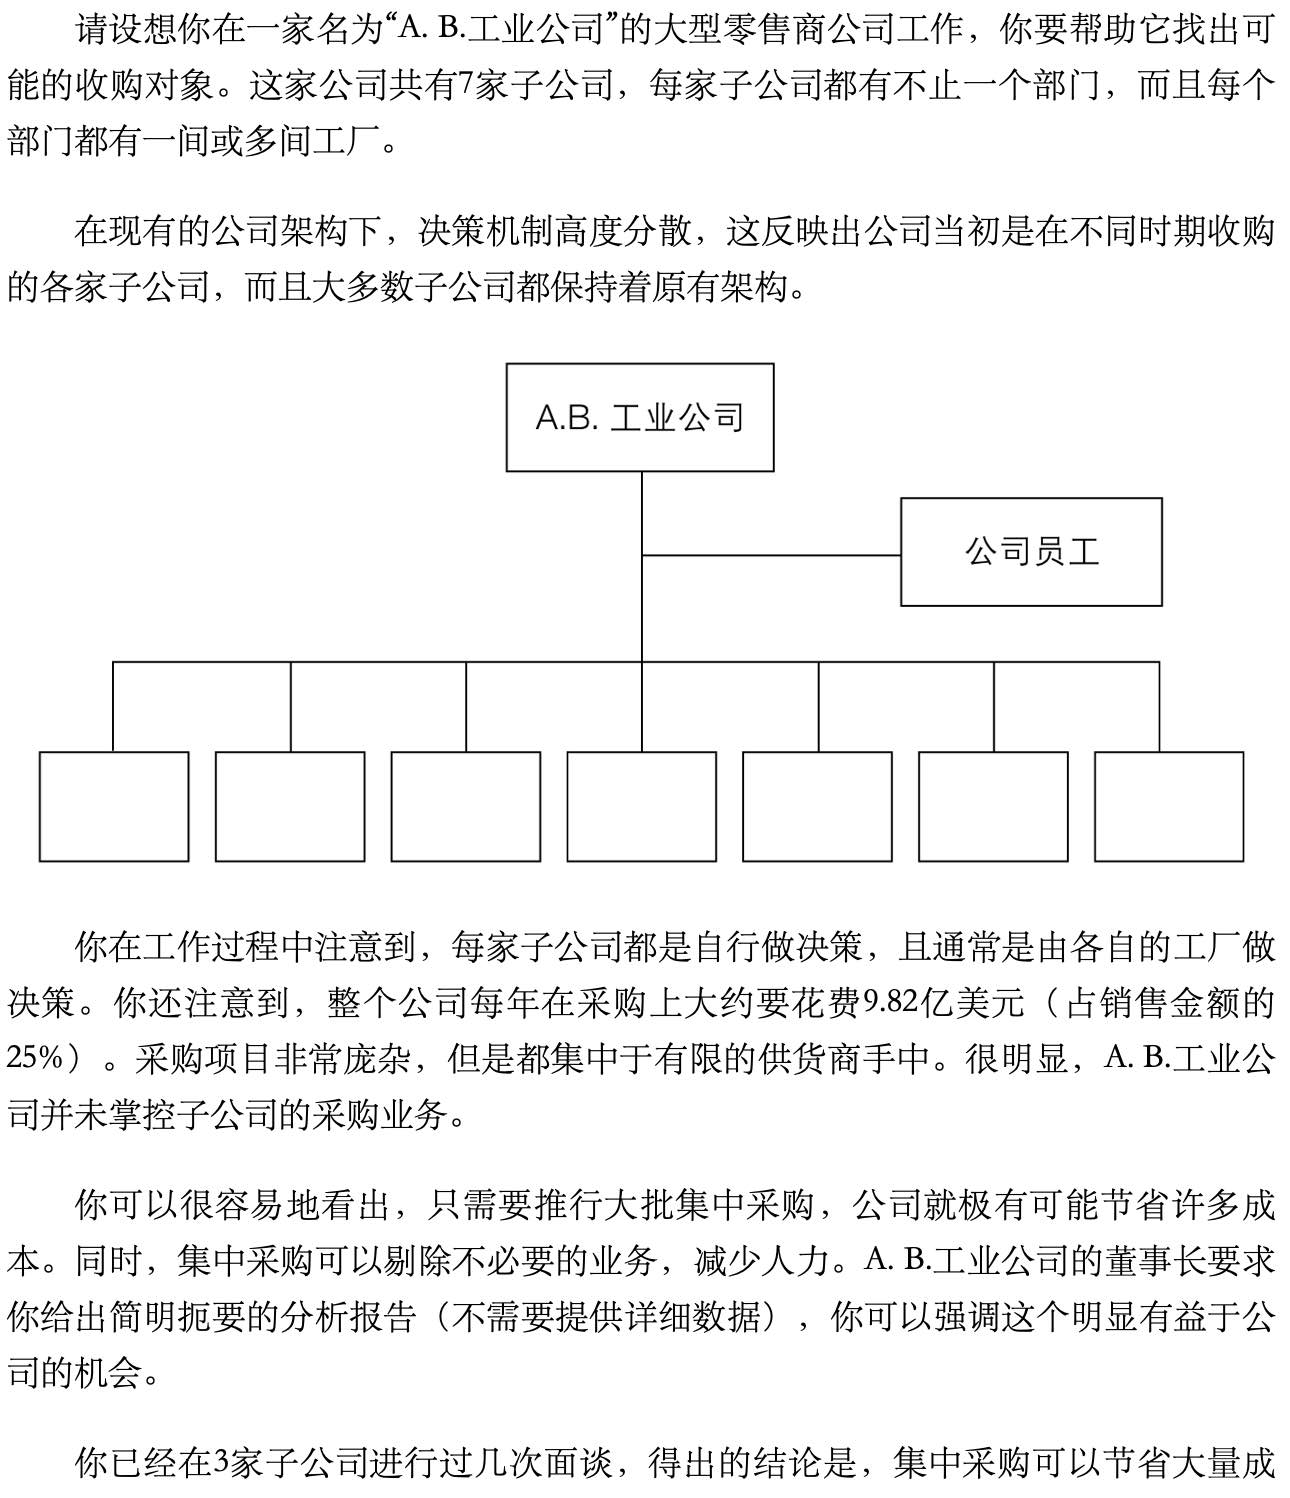 请设想你在一家名为“A. B.工业公司”的大型零售商公司工作，你要帮助它找出可
能的收购对象。这家公司共有7家子公司，每家子公司都有不止一个部门，而且每个
部门都有一间或多间工厂。
在现有的公司架构下，决策机制高度分散，这反映出公司当初是在不同时期收购
的各家子公司，而且大多数子公司都保持着原有架构。
A.B. 工业公司
公司员工
你在工作过程中注意到，每家子公司都是自行做决策，且通常是由各自的工厂做
决策。你还注意到，整个公司每年在采购上大约要花费9.82亿美元（占销售金额的
25%）。采购项目非常庞杂，但是都集中于有限的供货商手中。很明显，A. B.工业公
司并未掌控子公司的采购业务。
你可以很容易地看出，只需要推行大批集中采购，公司就极有可能节省许多成
本。同时，集中采购可以剔除不必要的业务，减少人力。A. B.工业公司的董事长要求
你给出简明扼要的分析报告（不需要提供详细数据），你可以强调这个明显有益于公
司的机会。
你已经在3家子公司进行过几次面谈，得出的结论是，集中采购可以节省大量成